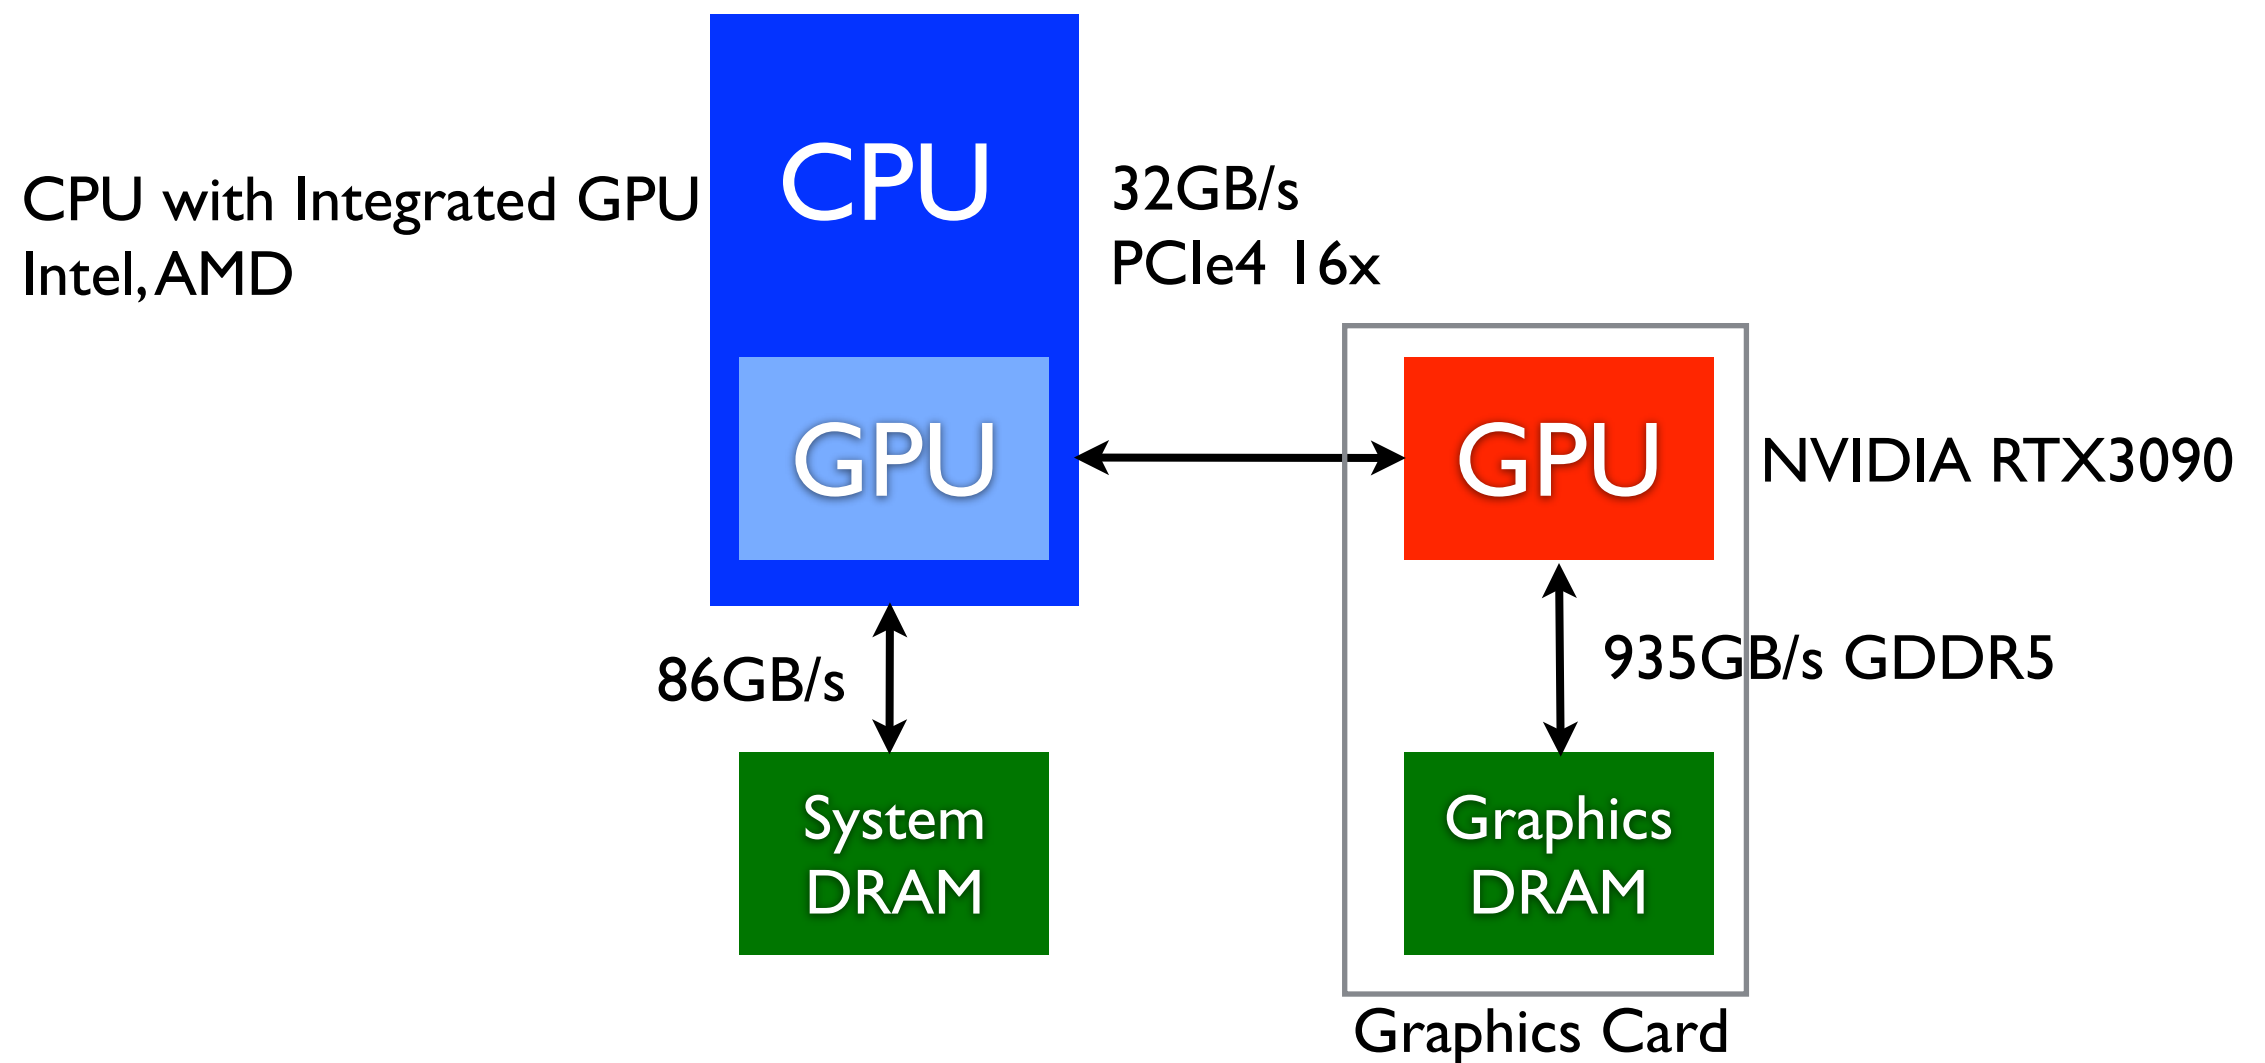 CPU with Integrated GPU
Intel, AMD
CPU
32GB/s
PCIe4 16x
GPU
GPU
NVIDIA RTX3090
86GB/s
935GB/s GDDR5
System
DRAM
Graphics
DRAM
Graphics Card